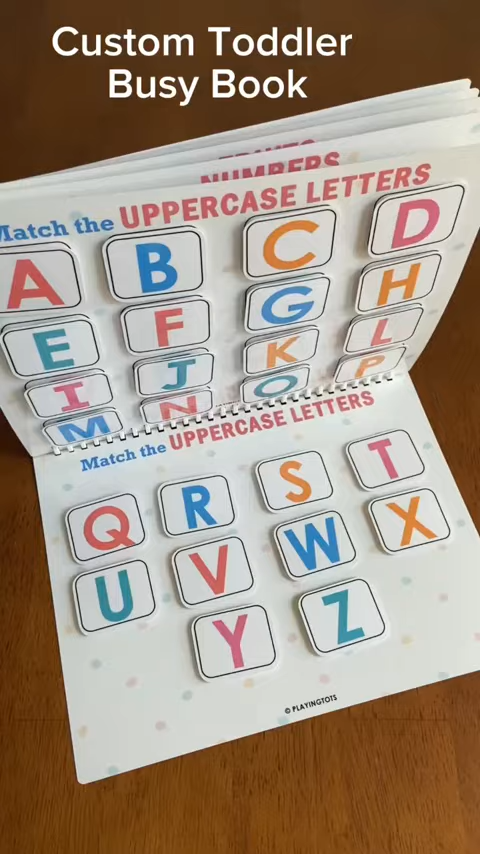 Custom Toddler
Busy Book
NUMBERS
Match the UPPERCASE LETTERS
A B C D
E F G H
I J K L
M N O P
Match the UPPERCASE LETTERS
Q R S T
U V W X
Y Z
© PLAYINGTOTS